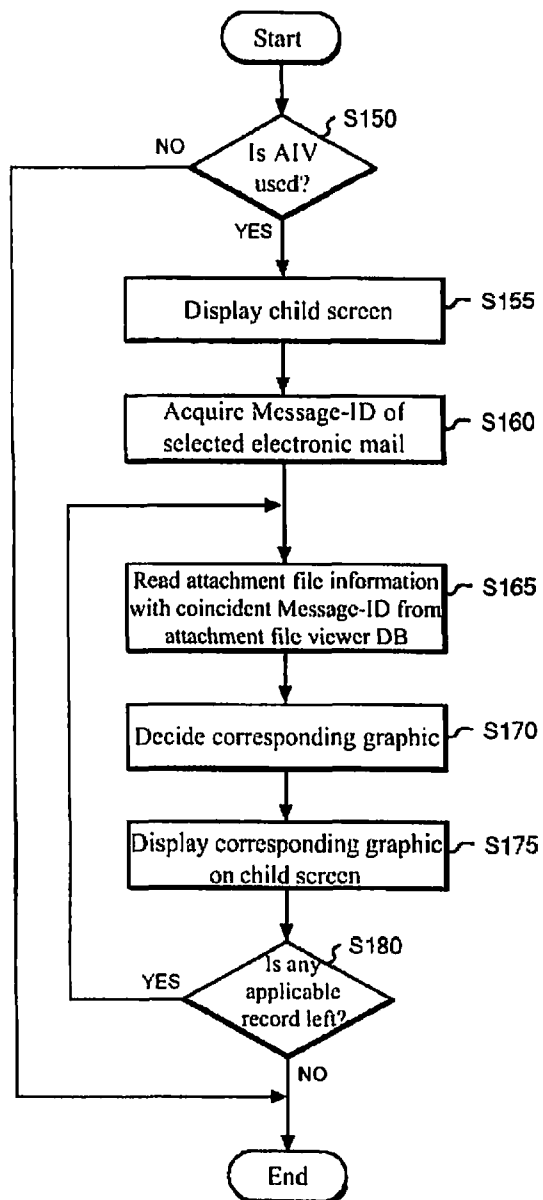 Start
S150
NO
Is AIV
used?
YES
Display child screen
S155
Acquire Message-ID of
selected electronic mail
S160
Read attachment file information
with coincident Message-ID from
attachment file viewer DB
S165
Decide corresponding graphic
S170
Display corresponding graphic
on child screen
S175
S180
YES
Is any
applicable
record left?
NO
End